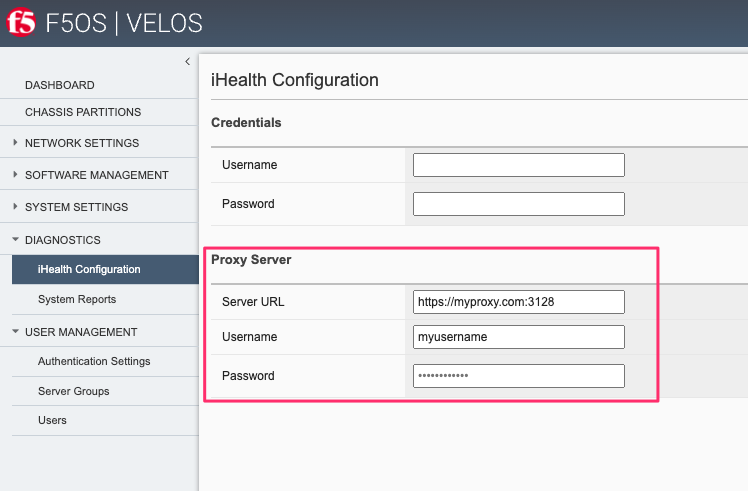 f5 F5OS | VELOS
DASHBOARD
CHASSIS PARTITIONS
NETWORK SETTINGS
SOFTWARE MANAGEMENT
SYSTEM SETTINGS
DIAGNOSTICS
iHealth Configuration
System Reports
USER MANAGEMENT
Authentication Settings
Server Groups
Users
iHealth Configuration
Credentials
Username
Password
Proxy Server
Server URL https://myproxy.com:3128
Username myusername
Password ••••••••••••